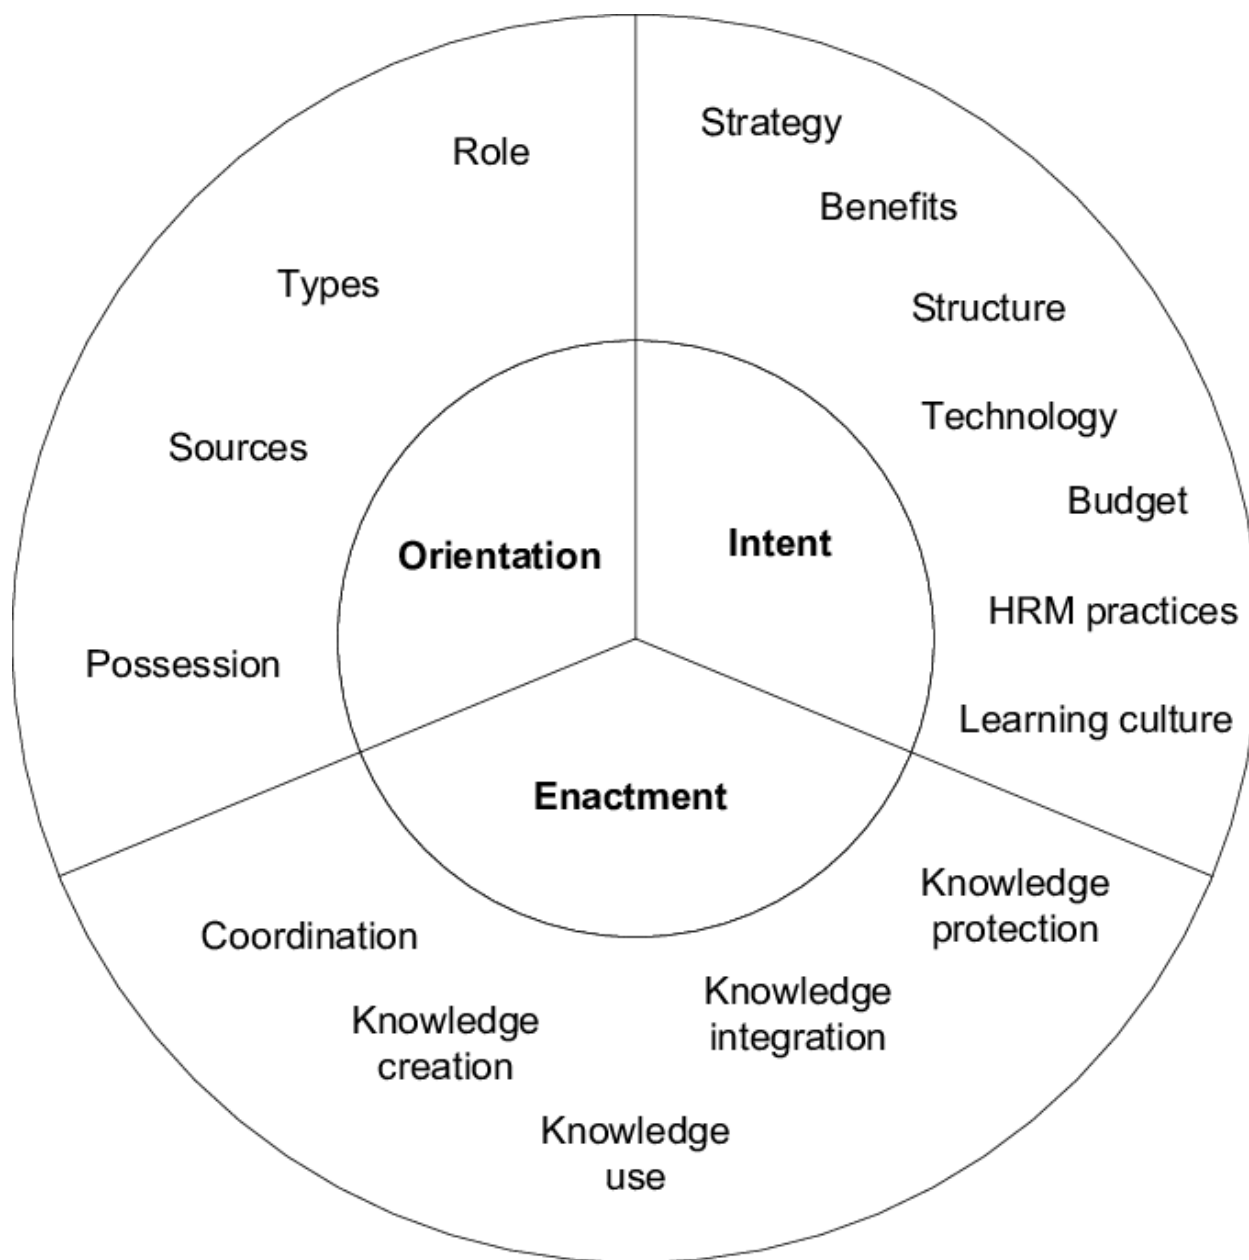 Strategy
Role
Benefits
Types
Structure
Technology
Sources
Budget
Intent
Orientation
HRM practices
Possession
Learning culture
Enactment
Knowledge
protection
Coordination
Knowledge
integration
Knowledge
creation
Knowledge
use